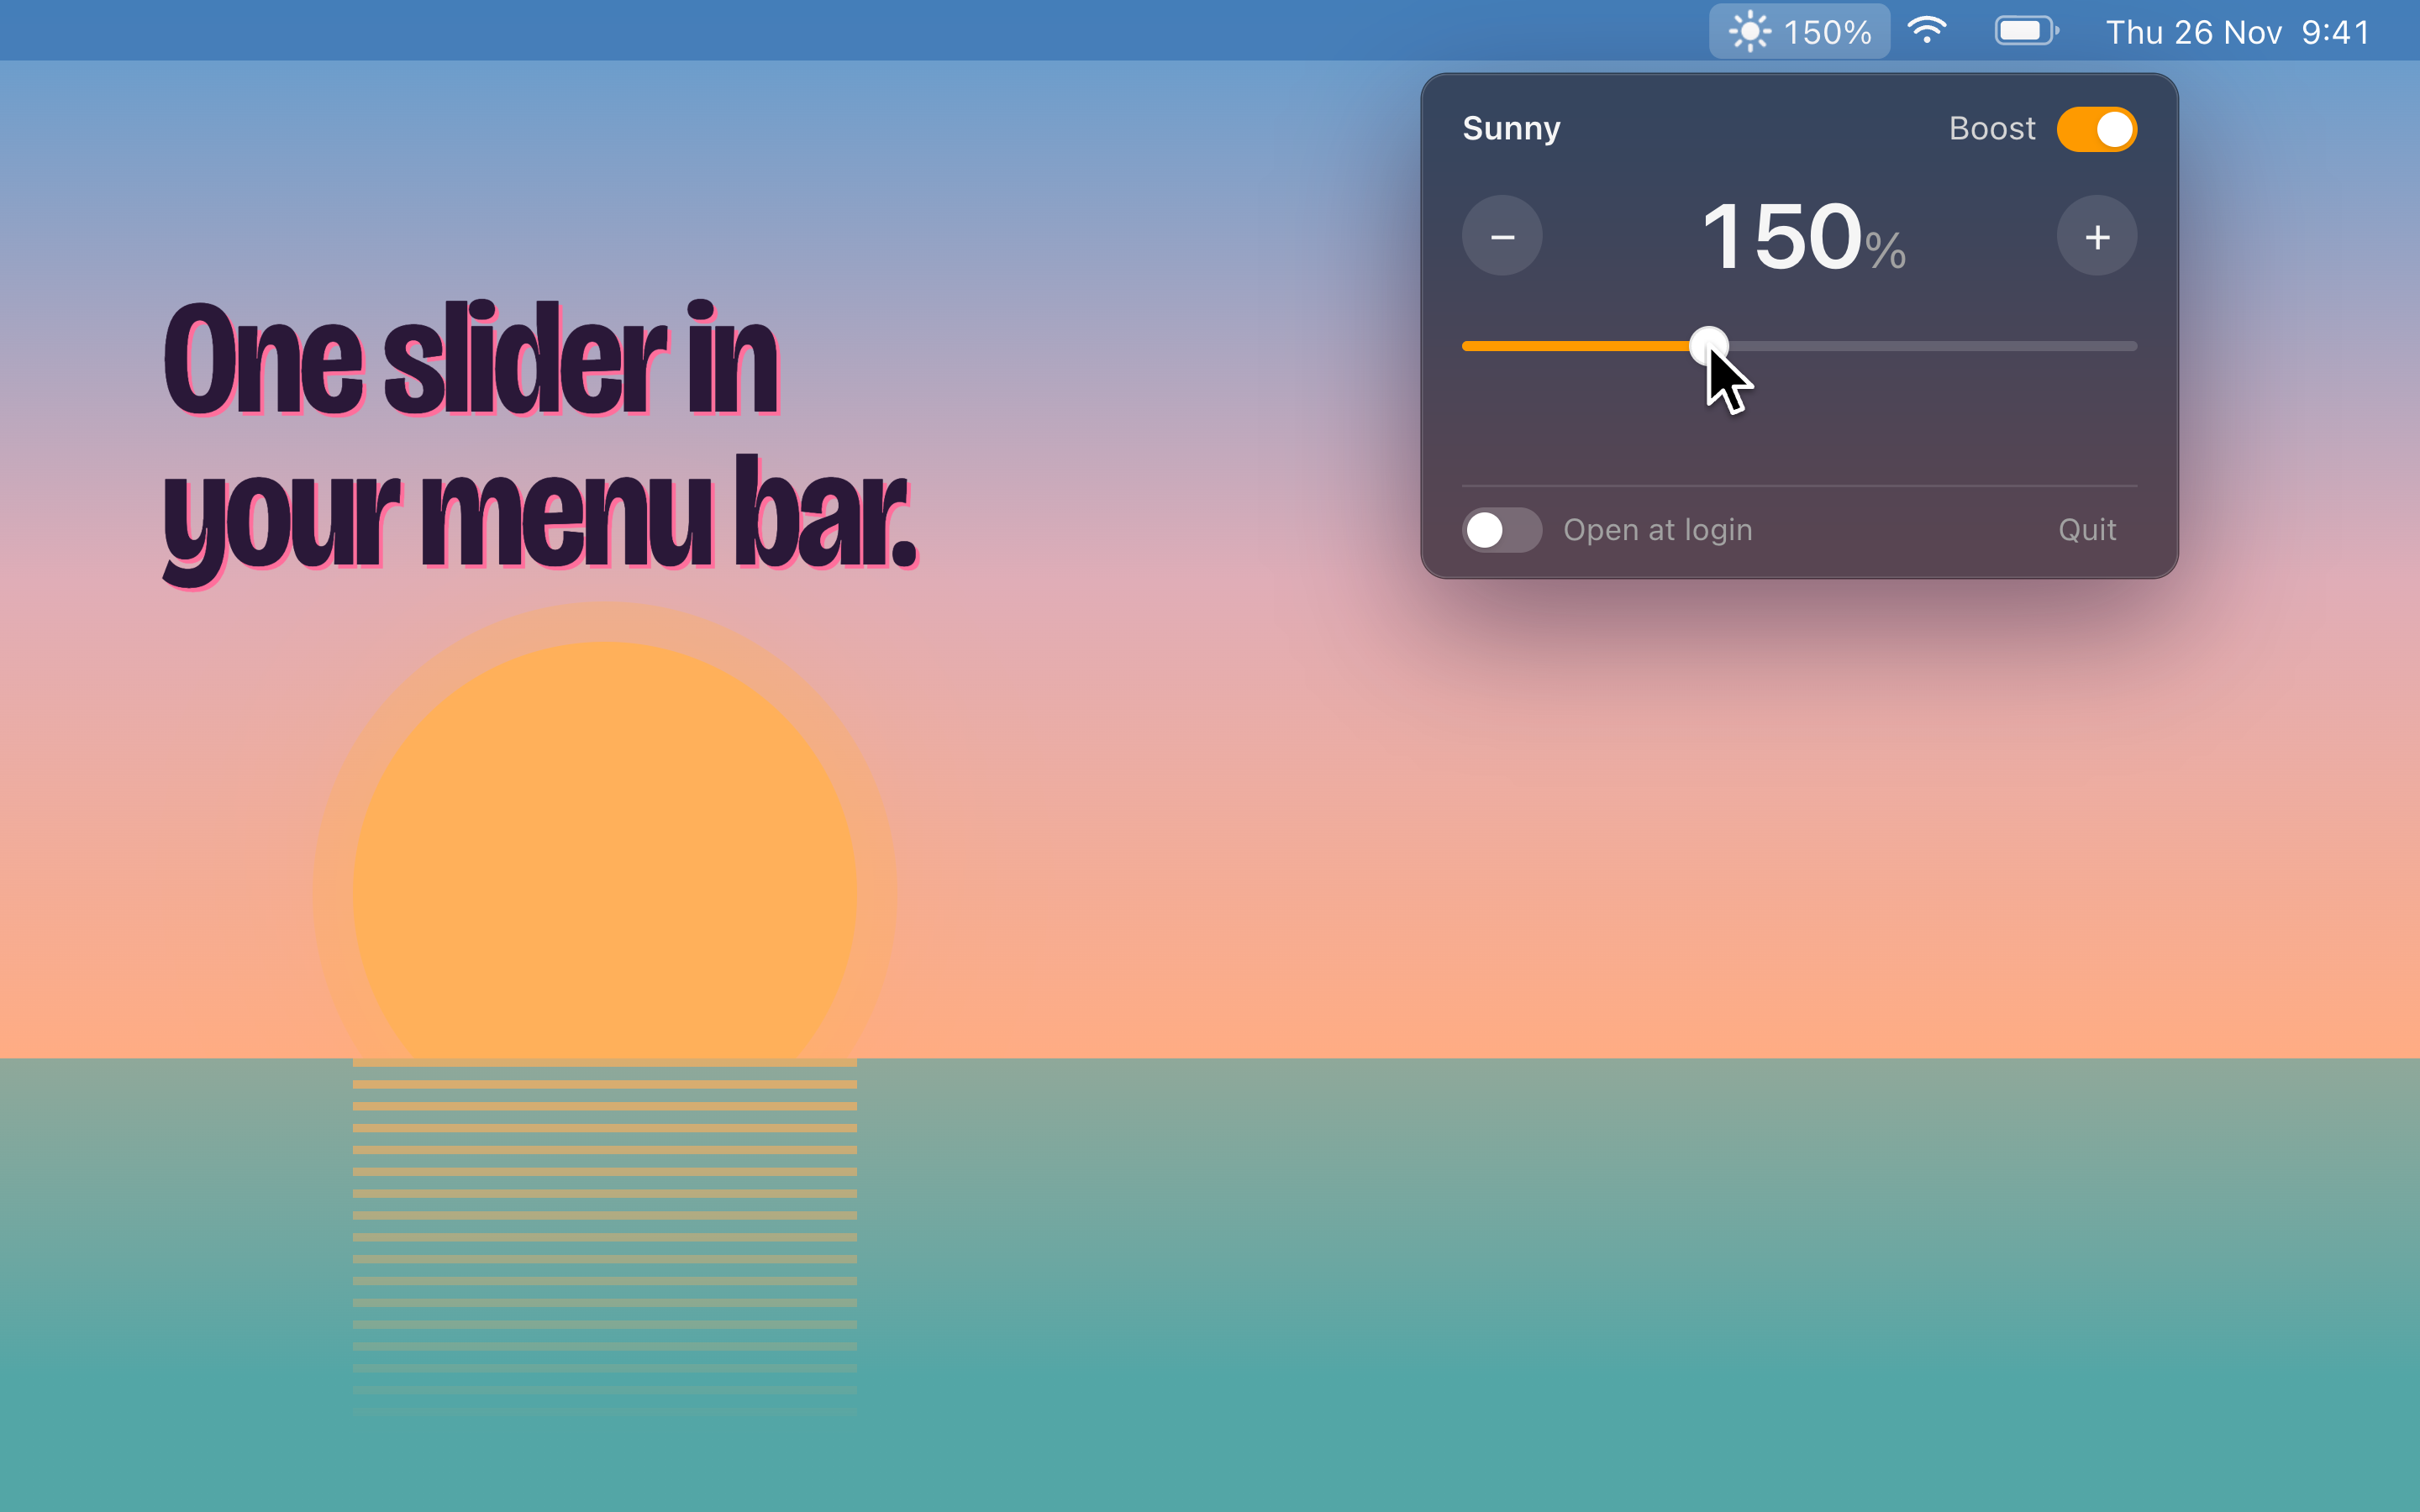 150%
Thu 26 Nov 9:41
Sunny
Boost
−
150%
+
One slider in
your menu bar.
Open at login
Quit